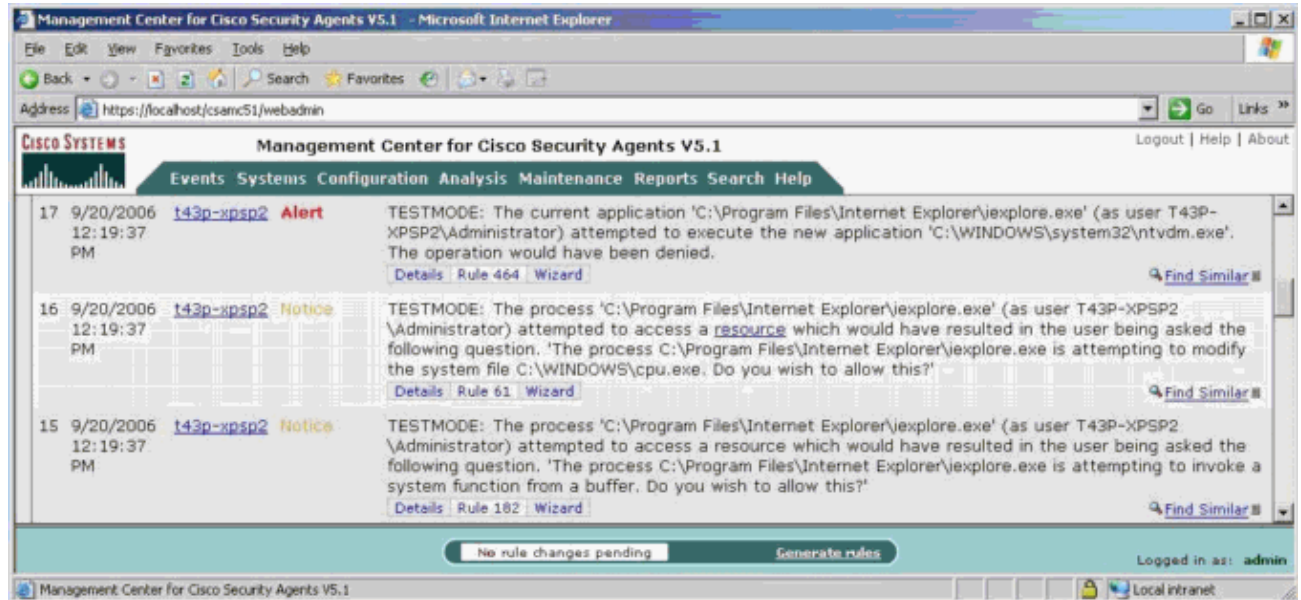 Management Center for Cisco Security Agents V5.1 - Microsoft Internet Explorer
File Edit View Favorites Tools Help
Back Search Favorites
Address https://localhost/csamc51/webadmin Go Links »
CISCO SYSTEMS
Management Center for Cisco Security Agents V5.1
Logout | Help | About
Events Systems Configuration Analysis Maintenance Reports Search Help
17 9/20/2006 12:19:37 PM t43p-xpsp2 Alert
TESTMODE: The current application 'C:\Program Files\Internet Explorer\iexplore.exe' (as user T43P-
XPSP2\Administrator) attempted to execute the new application 'C:\WINDOWS\system32\ntvdm.exe'.
The operation would have been denied.
Details Rule 464 Wizard
Find Similar
16 9/20/2006 12:19:37 PM t43p-xpsp2 Notice
TESTMODE: The process 'C:\Program Files\Internet Explorer\iexplore.exe' (as user T43P-XPSP2
\Administrator) attempted to access a resource which would have resulted in the user being asked the
following question. 'The process C:\Program Files\Internet Explorer\iexplore.exe is attempting to modify
the system file C:\WINDOWS\cpu.exe. Do you wish to allow this?'
Details Rule 61 Wizard
Find Similar
15 9/20/2006 12:19:37 PM t43p-xpsp2 Notice
TESTMODE: The process 'C:\Program Files\Internet Explorer\iexplore.exe' (as user T43P-XPSP2
\Administrator) attempted to access a resource which would have resulted in the user being asked the
following question. 'The process C:\Program Files\Internet Explorer\iexplore.exe is attempting to invoke a
system function from a buffer. Do you wish to allow this?'
Details Rule 182 Wizard
Find Similar
No rule changes pending
Generate rules
Logged in as: admin
Management Center for Cisco Security Agents V5.1
Local intranet